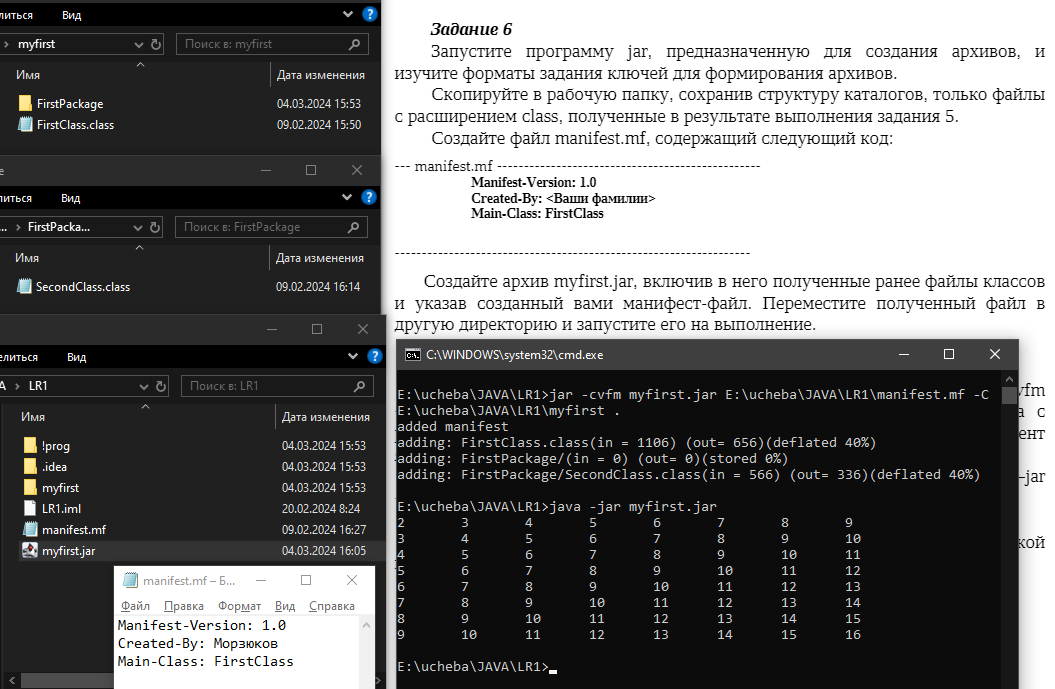 литься Вид
myfirst
Поиск в: myfirst
Имя Дата изменения
FirstPackage 04.03.2024 15:53
FirstClass.class 09.02.2024 15:50
литься Вид
... FirstPacka...
Поиск в: FirstPackage
Имя Дата изменения
SecondClass.class 09.02.2024 16:14
елиться Вид
A LR1
Поиск в: LR1
Имя Дата изменения
!prog 04.03.2024 15:53
.idea 04.03.2024 15:53
myfirst 04.03.2024 15:53
LR1.iml 20.02.2024 8:24
manifest.mf 09.02.2024 16:27
myfirst.jar 04.03.2024 16:05
manifest.mf – Б...
Файл Правка Формат Вид Справка
Manifest-Version: 1.0
Created-By: Морзюков
Main-Class: FirstClass
Задание 6
Запустите программу jar, предназначенную для создания архивов, и
изучите форматы задания ключей для формирования архивов.
Скопируйте в рабочую папку, сохранив структуру каталогов, только файлы
с расширением class, полученные в результате выполнения задания 5.
Создайте файл manifest.mf, содержащий следующий код:
--- manifest.mf --------------------------------------------------
Manifest-Version: 1.0
Created-By: <Ваши фамилии>
Main-Class: FirstClass
-------------------------------------------------------------------
Создайте архив myfirst.jar, включив в него полученные ранее файлы классов
и указав созданный вами манифест-файл. Переместите полученный файл в
другую директорию и запустите его на выполнение.
vfm
а с
ент
–jar
кой
C:\WINDOWS\system32\cmd.exe
E:\ucheba\JAVA\LR1>jar -cvfm myfirst.jar E:\ucheba\JAVA\LR1\manifest.mf -C
E:\ucheba\JAVA\LR1\myfirst .
added manifest
adding: FirstClass.class(in = 1106) (out= 656)(deflated 40%)
adding: FirstPackage/(in = 0) (out= 0)(stored 0%)
adding: FirstPackage/SecondClass.class(in = 566) (out= 336)(deflated 40%)
E:\ucheba\JAVA\LR1>java -jar myfirst.jar
2 3 4 5 6 7 8 9
3 4 5 6 7 8 9 10
4 5 6 7 8 9 10 11
5 6 7 8 9 10 11 12
6 7 8 9 10 11 12 13
7 8 9 10 11 12 13 14
8 9 10 11 12 13 14 15
9 10 11 12 13 14 15 16
E:\ucheba\JAVA\LR1>